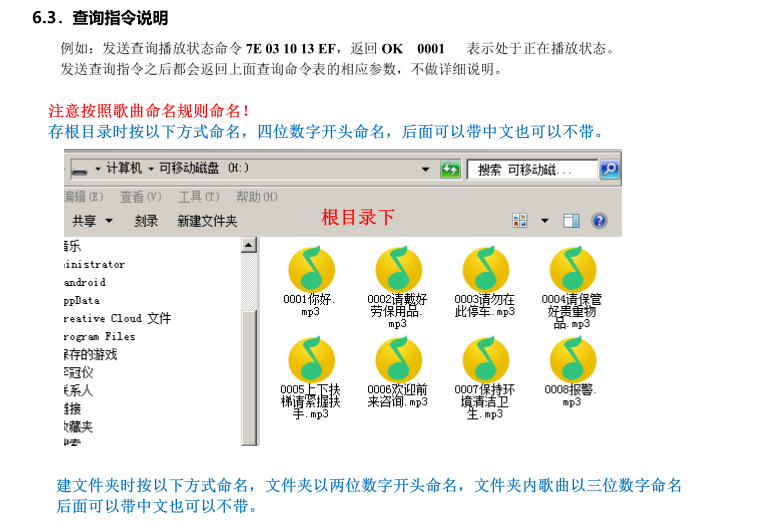 6.3. 查询指令说明
例如：发送查询播放状态命令 7E 03 10 13 EF，返回 OK 0001 表示处于正在播放状态。
发送查询指令之后都会返回上面查询命令表的相应参数，不做详细说明。
注意按照歌曲命名规则命名！
存根目录时按以下方式命名，四位数字开头命名，后面可以带中文也可以不带。
计算机 可移动磁盘 (H:)
搜索 可移动磁...
编辑(E) 查看(V) 工具(T) 帮助(H)
共享 刻录 新建文件夹
根目录下
音乐
inistrator
android
ppData
reative Cloud 文件
rogram Files
保存的游戏
联系人
链接
收藏夹
搜索
0001你好.
mp3
0002请戴好
劳保用品.
mp3
0003请勿在
此停车.mp3
0004请保管
好贵重物
品.mp3
0005上下扶
梯请紧握扶
手.mp3
0006欢迎前
来咨询.mp3
0007保持环
境清洁卫
生.mp3
0008报警.
mp3
建文件夹时按以下方式命名，文件夹以两位数字开头命名，文件夹内歌曲以三位数字命名
后面可以带中文也可以不带。